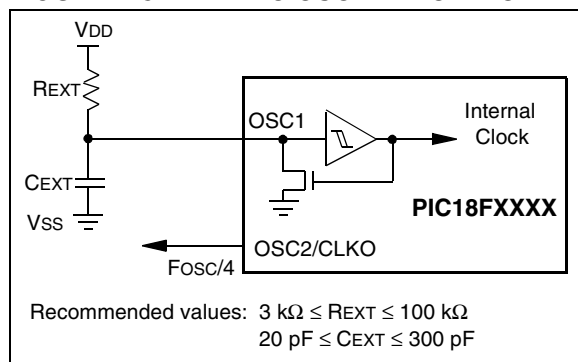 VDD
REXT
OSC1
Internal
Clock
CEXT
PIC18FXXXX
VSS
OSC2/CLKO
FOSC/4
Recommended values: 3 kΩ ≤ REXT ≤ 100 kΩ
20 pF ≤ CEXT ≤ 300 pF